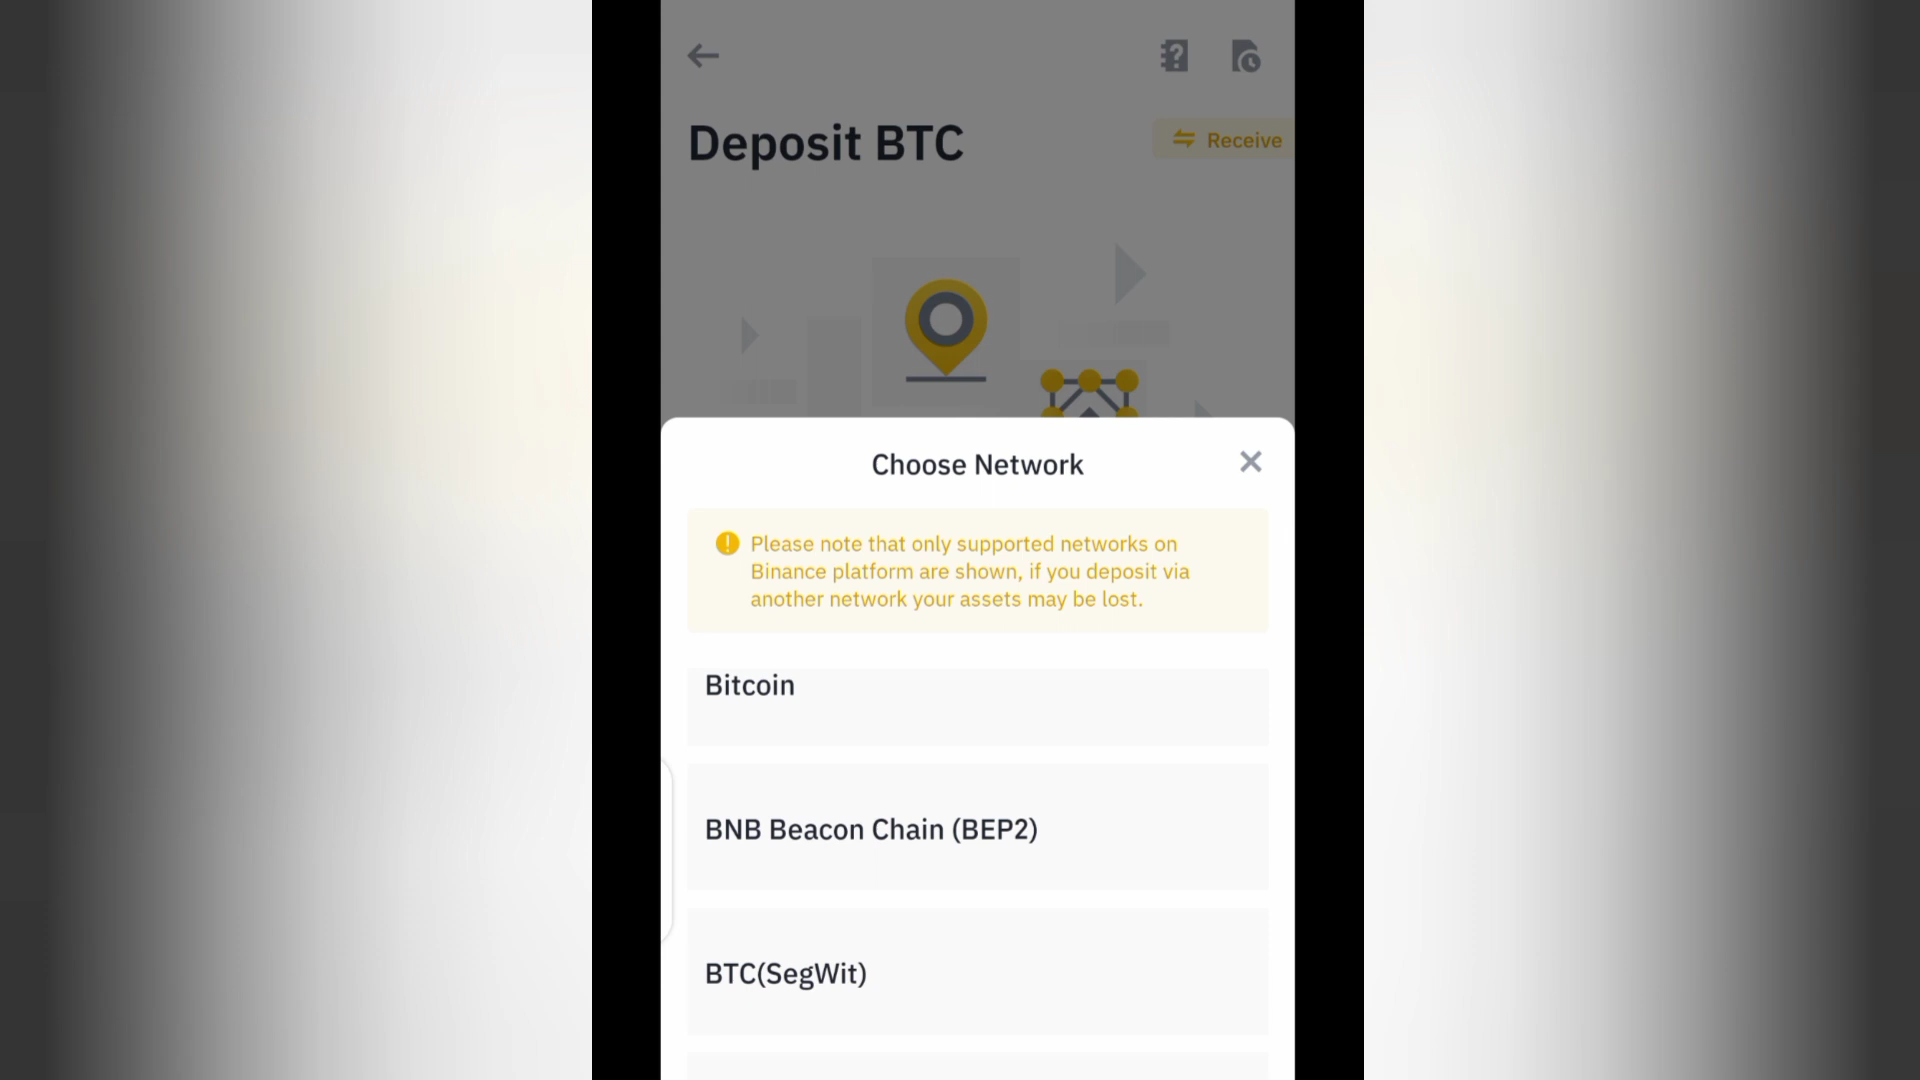 Deposit BTC
Receive
Choose Network
Please note that only supported networks on
Binance platform are shown, if you deposit via
another network your assets may be lost.
Bitcoin
BNB Beacon Chain (BEP2)
BTC(SegWit)